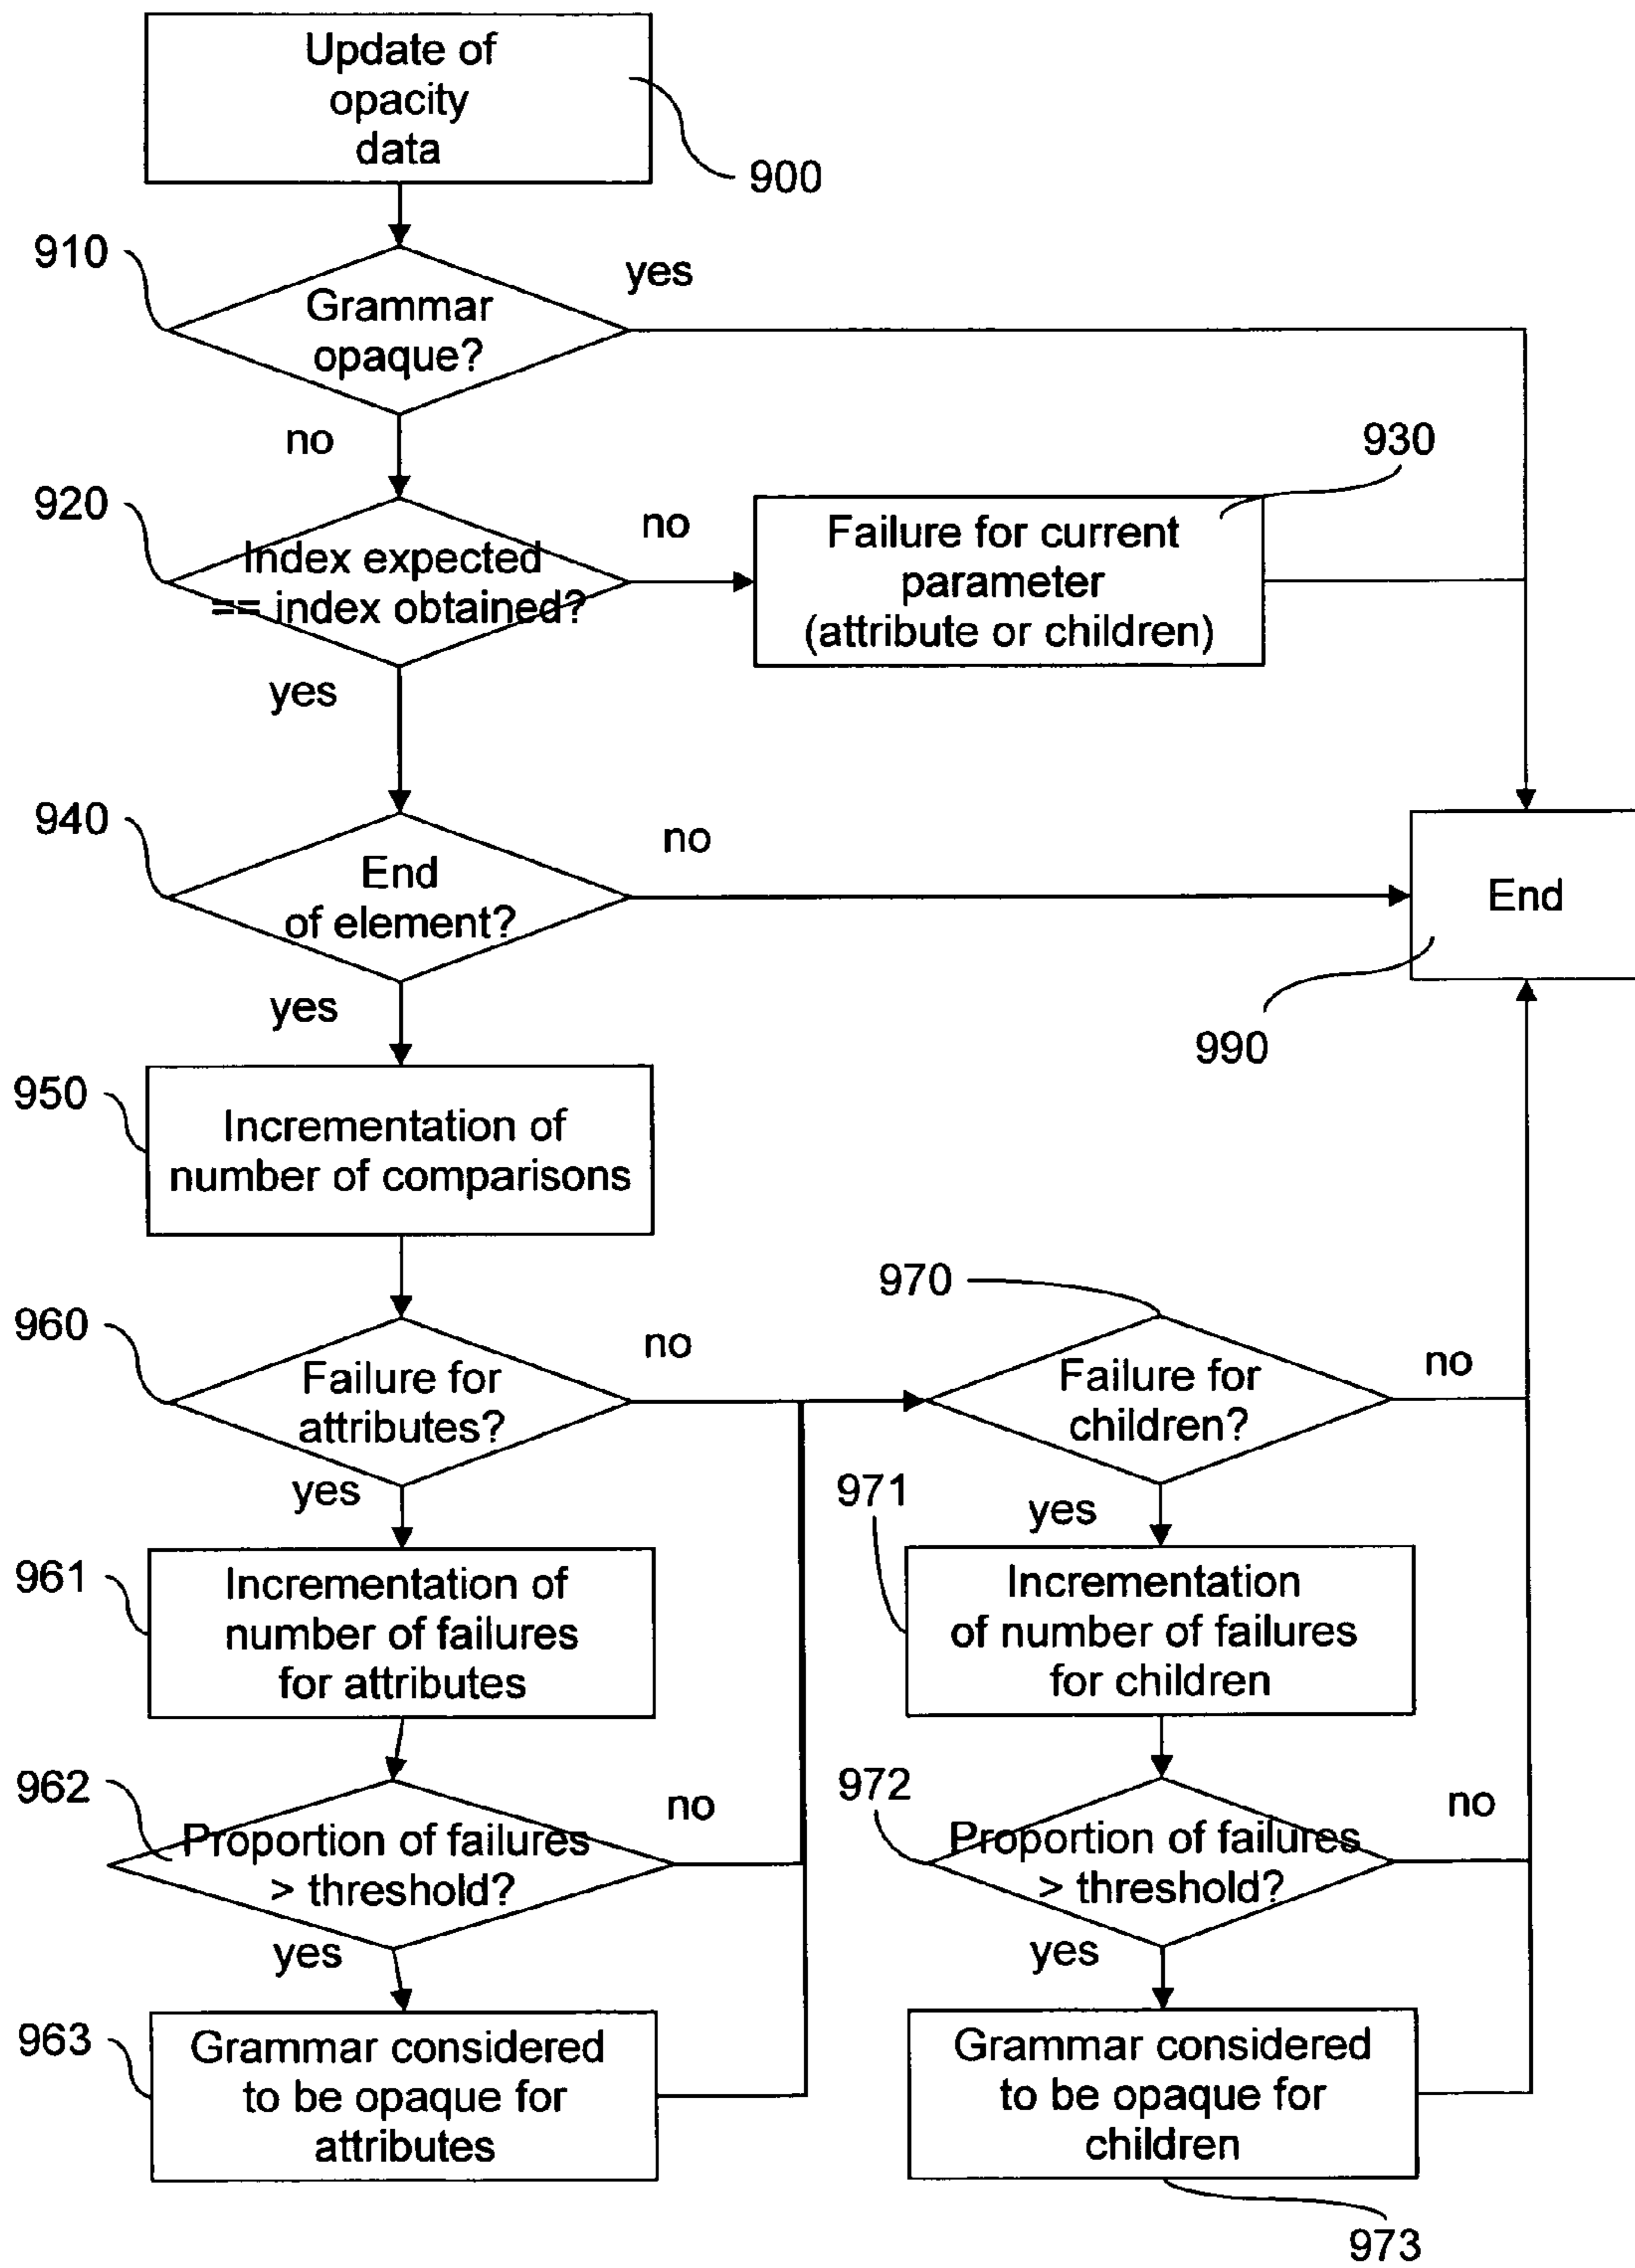 Update of
opacity
data
900
910
yes
Grammar
opaque?
no
930
920
no
Index expected
== index obtained?
Failure for current
parameter
(attribute or children)
yes
940
no
End
of element?
End
yes
990
950
Incrementation of
number of comparisons
970
960
no
Failure for
attributes?
Failure for
children?
no
yes
971
yes
961
Incrementation of
number of failures
for attributes
Incrementation
of number of failures
for children
962
no
972
no
Proportion of failures
> threshold?
Proportion of failures
> threshold?
yes
yes
963
Grammar considered
to be opaque for
attributes
Grammar considered
to be opaque for
children
973